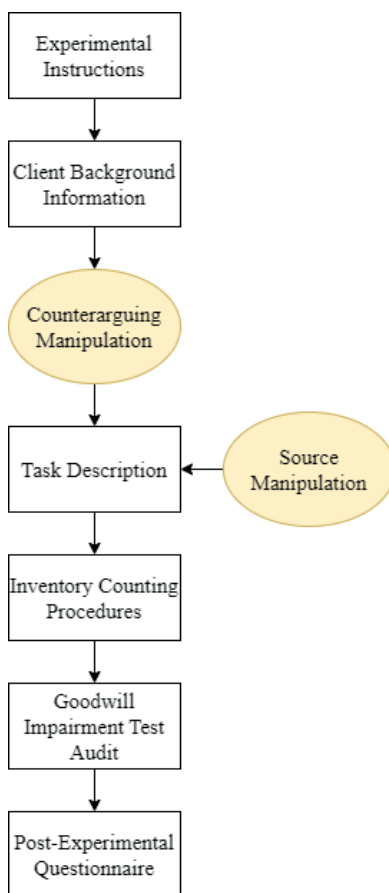 Experimental
Instructions
Client Background
Information
Counterarguing
Manipulation
Task Description
Source
Manipulation
Inventory Counting
Procedures
Goodwill
Impairment Test
Audit
Post-Experimental
Questionnaire